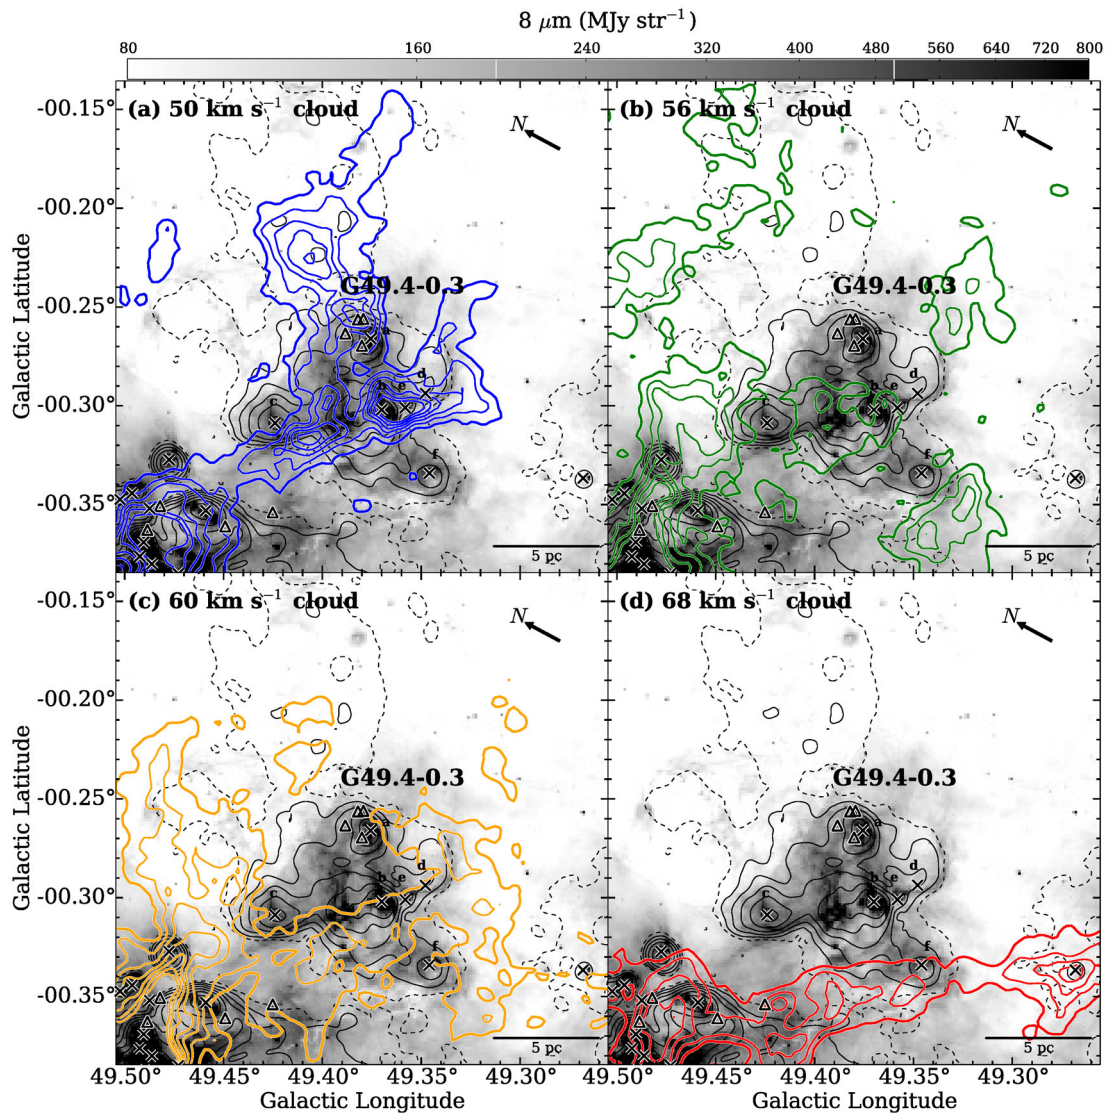 8 μm (MJy str⁻¹)
80 160 240 320 400 480 560 640 720 800
(a) 50 km s⁻¹ cloud
N
(b) 56 km s⁻¹ cloud
N
-00.15°
-00.20°
-00.25°
-00.30°
-00.35°
Galactic Latitude
G49.4-0.3
a
b
e
d
c
f
5 pc
G49.4-0.3
a
b
e
d
c
f
5 pc
(c) 60 km s⁻¹ cloud
N
(d) 68 km s⁻¹ cloud
N
-00.15°
-00.20°
-00.25°
-00.30°
-00.35°
Galactic Latitude
G49.4-0.3
a
b
e
d
c
f
5 pc
G49.4-0.3
a
b
e
d
c
f
5 pc
49.50° 49.45° 49.40° 49.35° 49.30°
49.45° 49.40° 49.35° 49.30°
Galactic Longitude
Galactic Longitude